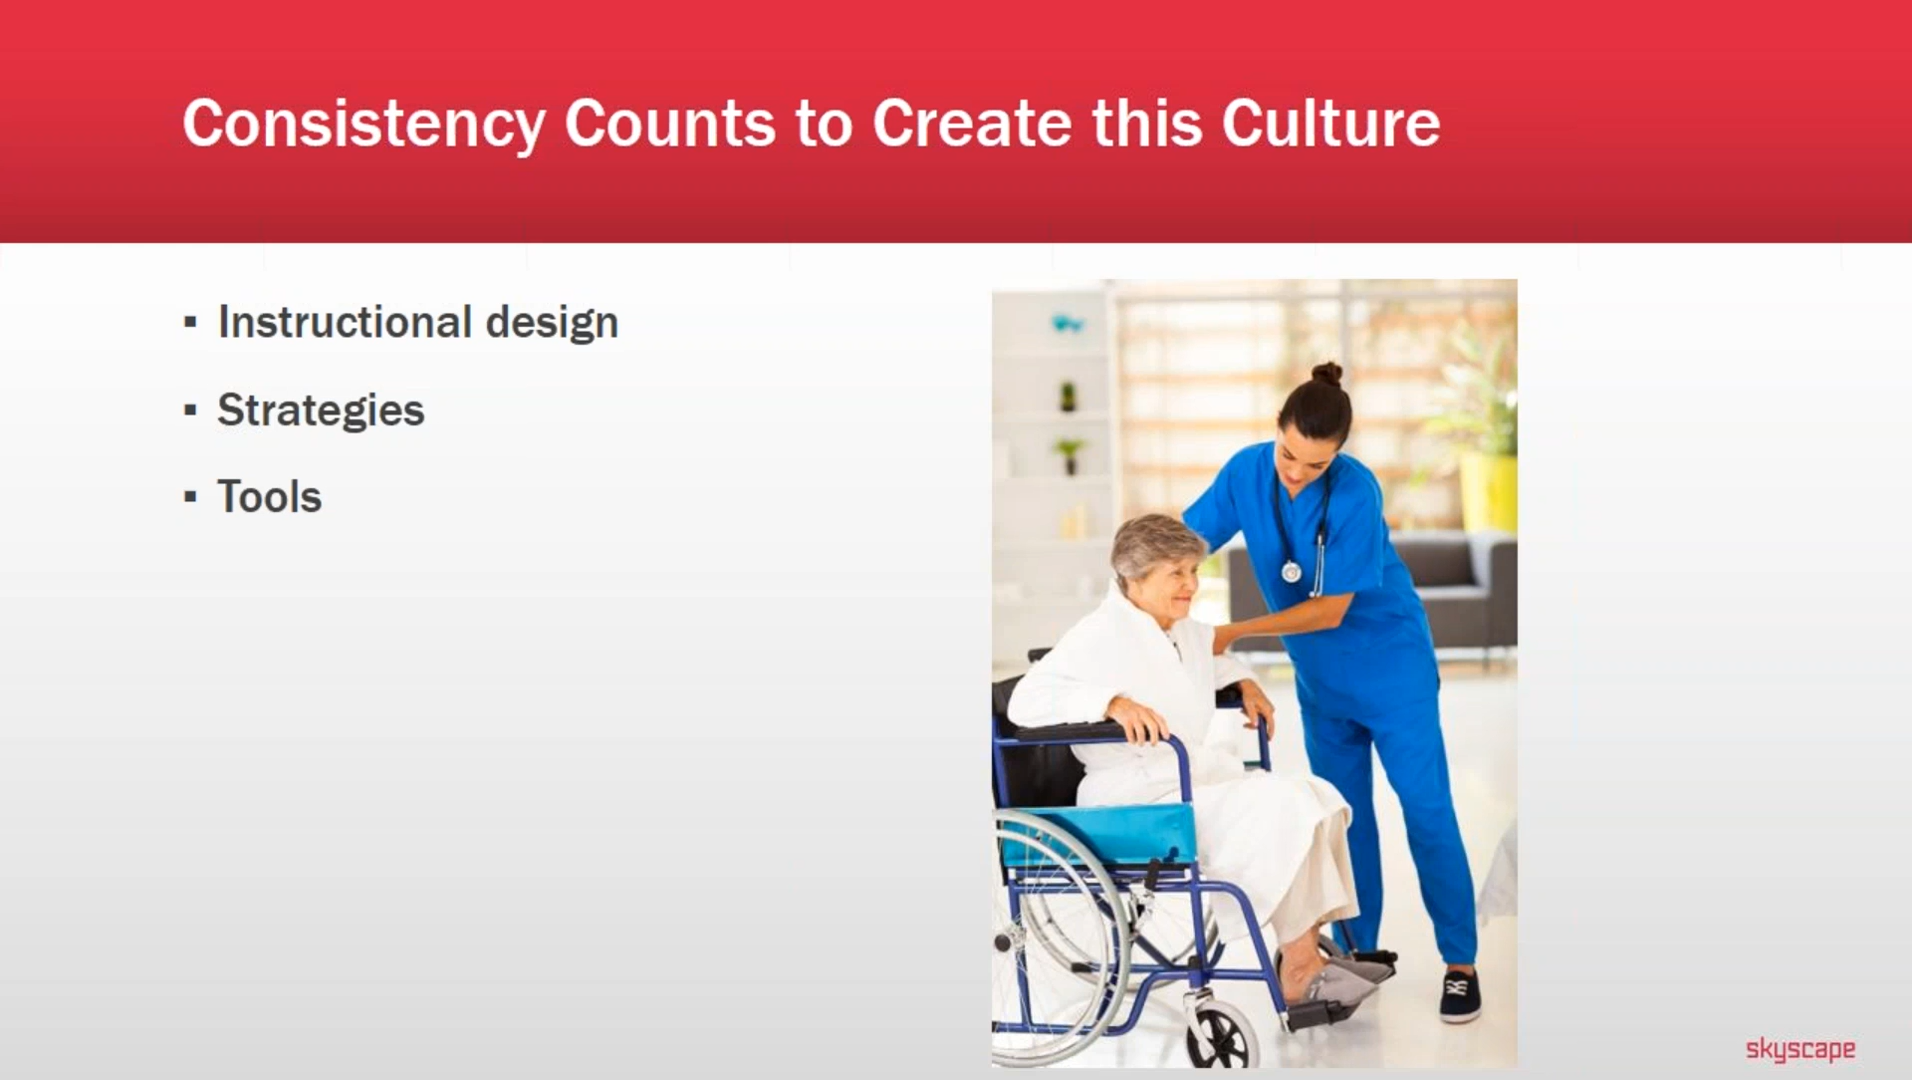 Consistency Counts to Create this Culture
▪ Instructional design
▪ Strategies
▪ Tools
skyscape